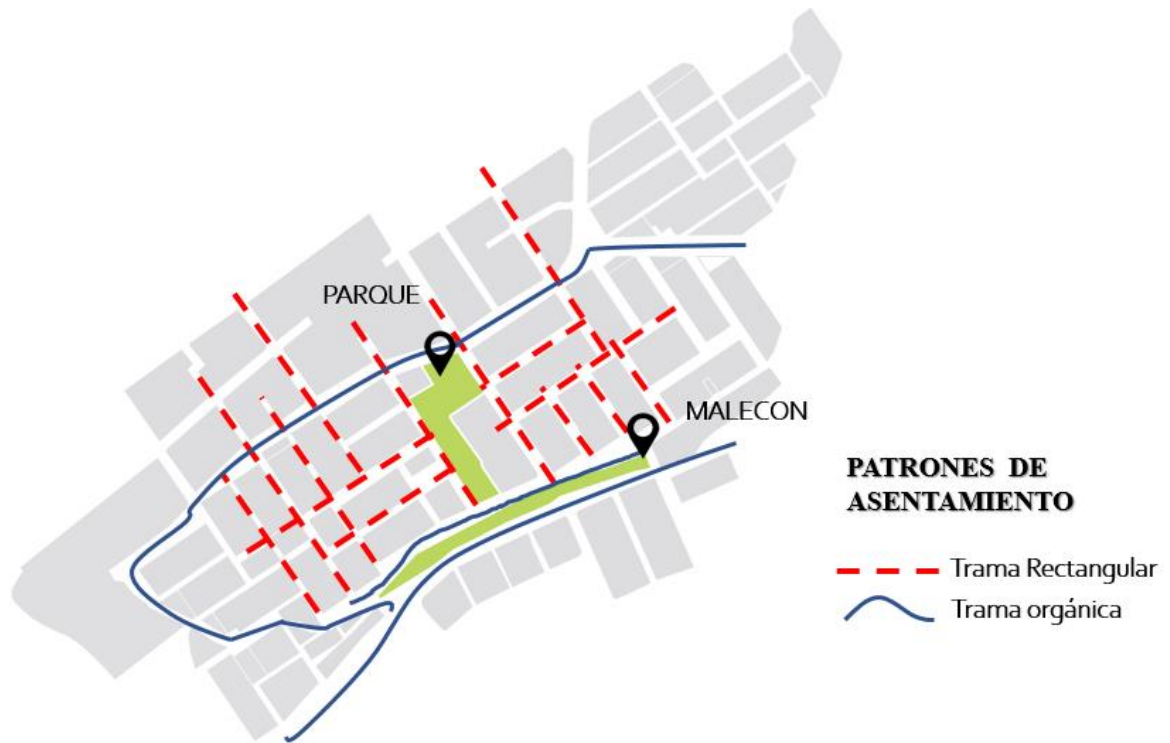 PARQUE
MALECON
PATRONES DE
ASENTAMIENTO
Trama Rectangular
Trama orgánica